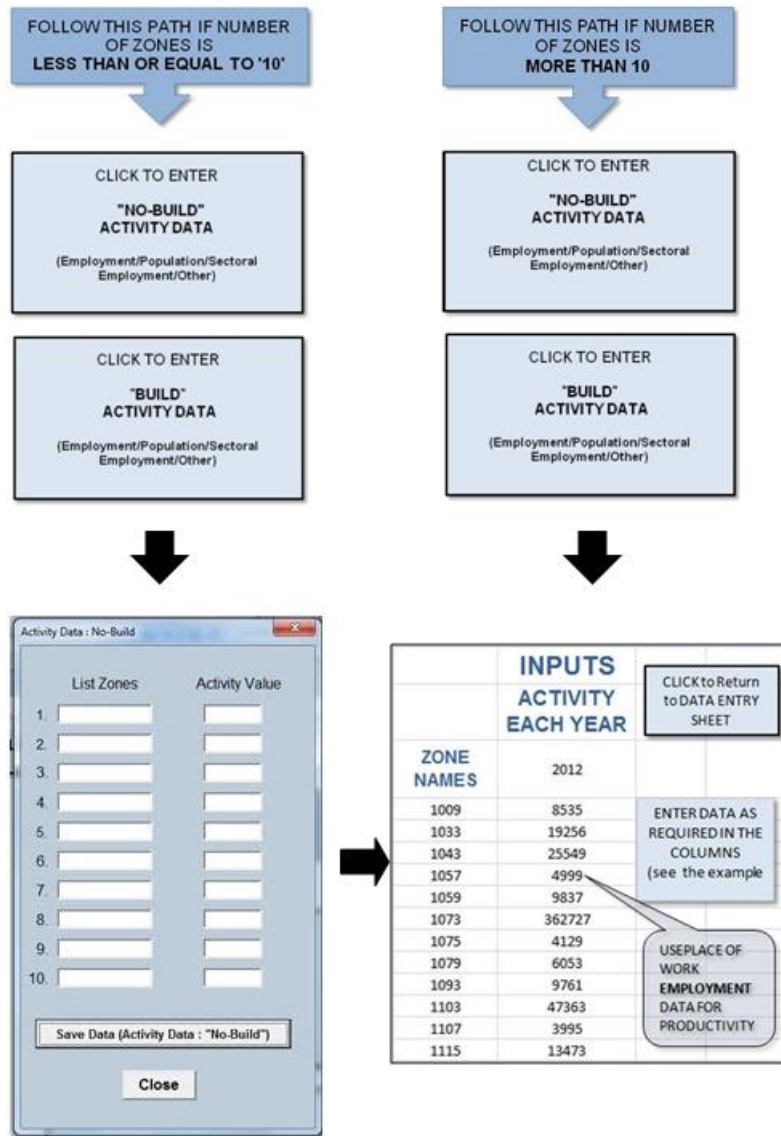 FOLLOW THIS PATH IF NUMBER
OF ZONES IS
LESS THAN OR EQUAL TO '10'
FOLLOW THIS PATH IF NUMBER
OF ZONES IS
MORE THAN 10
CLICK TO ENTER
"NO-BUILD"
ACTIVITY DATA
(Employment/Population/Sectoral
Employment/Other)
CLICK TO ENTER
"NO-BUILD"
ACTIVITY DATA
(Employment/Population/Sectoral
Employment/Other)
CLICK TO ENTER
"BUILD"
ACTIVITY DATA
(Employment/Population/Sectoral
Employment/Other)
CLICK TO ENTER
"BUILD"
ACTIVITY DATA
(Employment/Population/Sectoral
Employment/Other)
Activity Data : No-Build
List Zones Activity Value
1.
2.
3.
4.
5.
6.
7.
8.
9.
10.
Save Data (Activity Data : "No-Build")
Close
INPUTS
ACTIVITY
EACH YEAR
CLICK to Return
to DATA ENTRY
SHEET
ZONE
NAMES
2012
1009 8535
1033 19256
1043 25549
1057 4999
1059 9837
1073 362727
1075 4129
1079 6053
1093 9761
1103 47363
1107 3995
1115 13473
ENTER DATA AS
REQUIRED IN THE
COLUMNS
(see the example
USEPLACE OF
WORK
EMPLOYMENT
DATA FOR
PRODUCTIVITY